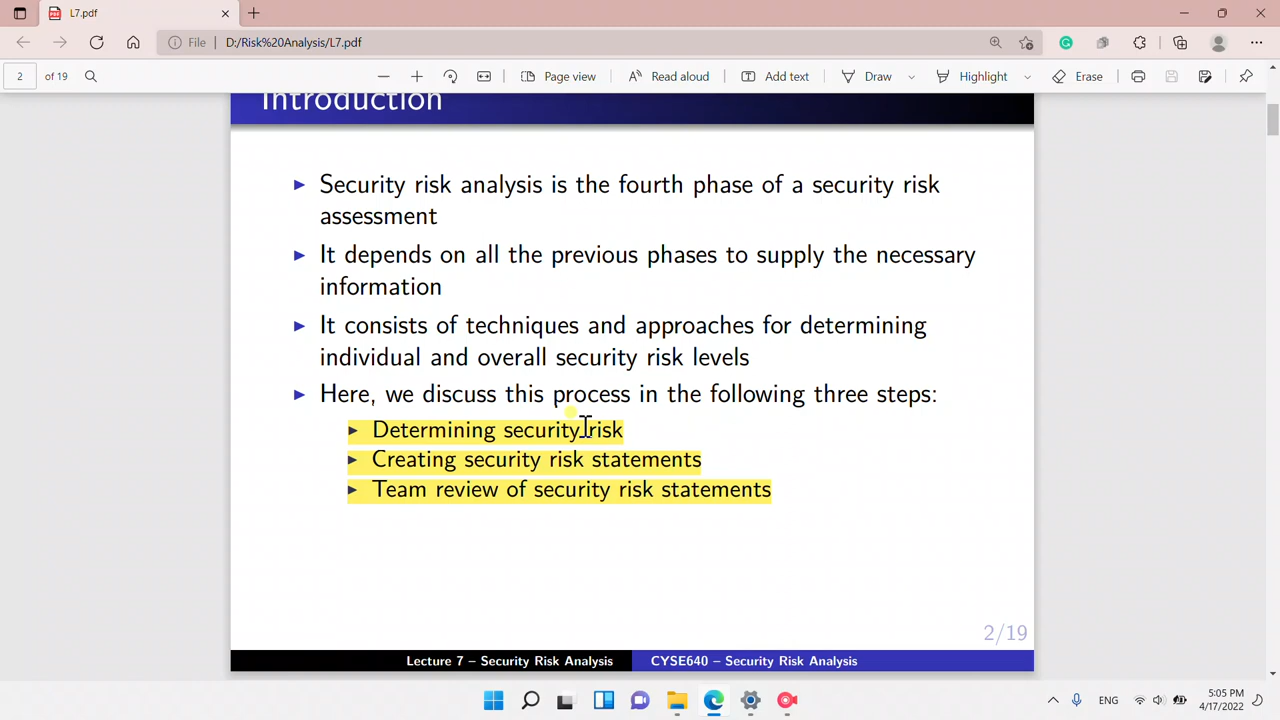 L7.pdf
File D:/Risk%20Analysis/L7.pdf
2 of 19 Page view Read aloud Add text Draw Highlight Erase
Introduction
Security risk analysis is the fourth phase of a security risk
assessment
It depends on all the previous phases to supply the necessary
information
It consists of techniques and approaches for determining
individual and overall security risk levels
Here, we discuss this process in the following three steps:
Determining security risk
Creating security risk statements
Team review of security risk statements
2/19
Lecture 7 – Security Risk Analysis CYSE640 – Security Risk Analysis
ENG 5:05 PM
4/17/2022